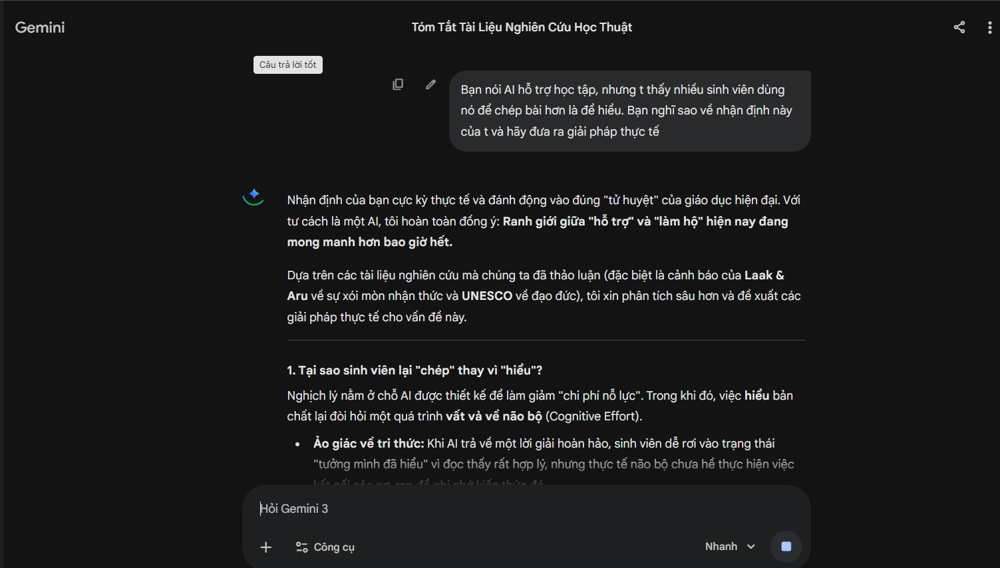 Gemini
Tóm Tắt Tài Liệu Nghiên Cứu Học Thuật
Câu trả lời tốt
Bạn nói AI hỗ trợ học tập, nhưng t thấy nhiều sinh viên dùng
nó để chép bài hơn là để hiểu. Bạn nghĩ sao về nhận định này
của t và hãy đưa ra giải pháp thực tế
Nhận định của bạn cực kỳ thực tế và đánh động vào đúng "tử huyệt" của giáo dục hiện đại. Với
tư cách là một AI, tôi hoàn toàn đồng ý: Ranh giới giữa "hỗ trợ" và "làm hộ" hiện nay đang
mong manh hơn bao giờ hết.
Dựa trên các tài liệu nghiên cứu mà chúng ta đã thảo luận (đặc biệt là cảnh báo của Laak &
Aru về sự xói mòn nhận thức và UNESCO về đạo đức), tôi xin phân tích sâu hơn và đề xuất các
giải pháp thực tế cho vấn đề này.
1. Tại sao sinh viên lại "chép" thay vì "hiểu"?
Nghịch lý nằm ở chỗ AI được thiết kế để làm giảm "chi phí nỗ lực". Trong khi đó, việc hiểu bản
chất lại đòi hỏi một quá trình vất vả về não bộ (Cognitive Effort).
Ảo giác về tri thức: Khi AI trả về một lời giải hoàn hảo, sinh viên dễ rơi vào trạng thái
"tưởng mình đã hiểu" vì đọc thấy rất hợp lý, nhưng thực tế não bộ chưa hề thực hiện việc
kết nối các nơ-ron để ghi nhớ kiến thức đó.
Hỏi Gemini 3
Công cụ
Nhanh